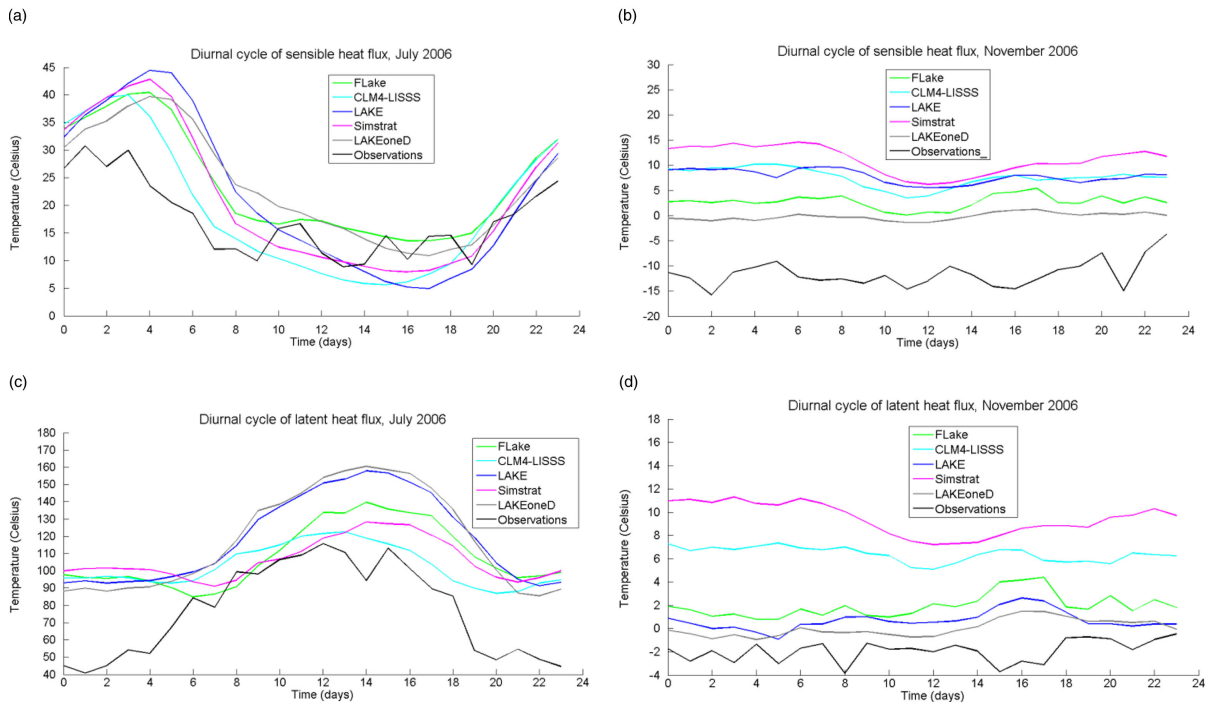 (a)
Diurnal cycle of sensible heat flux, July 2006
Temperature (Celsius)
45
40
35
30
25
20
15
10
5
0
FLake
CLM4-LISSS
LAKE
Simstrat
LAKEoneD
Observations
0 2 4 6 8 10 12 14 16 18 20 22 24
Time (days)
(b)
Diurnal cycle of sensible heat flux, November 2006
Temperature (Celsius)
30
25
20
15
10
5
0
-5
-10
-15
-20
FLake
CLM4-LISSS
LAKE
Simstrat
LAKEoneD
Observations_
0 2 4 6 8 10 12 14 16 18 20 22 24
Time (days)
(c)
Diurnal cycle of latent heat flux, July 2006
Temperature (Celsius)
180
170
160
150
140
130
120
110
100
90
80
70
60
50
40
FLake
CLM4-LISSS
LAKE
Simstrat
LAKEoneD
Observations
0 2 4 6 8 10 12 14 16 18 20 22 24
Time (days)
(d)
Diurnal cycle of latent heat flux, November 2006
Temperature (Celsius)
18
16
14
12
10
8
6
4
2
0
-2
-4
FLake
CLM4-LISSS
LAKE
Simstrat
LAKEoneD
Observations
0 2 4 6 8 10 12 14 16 18 20 22 24
Time (days)